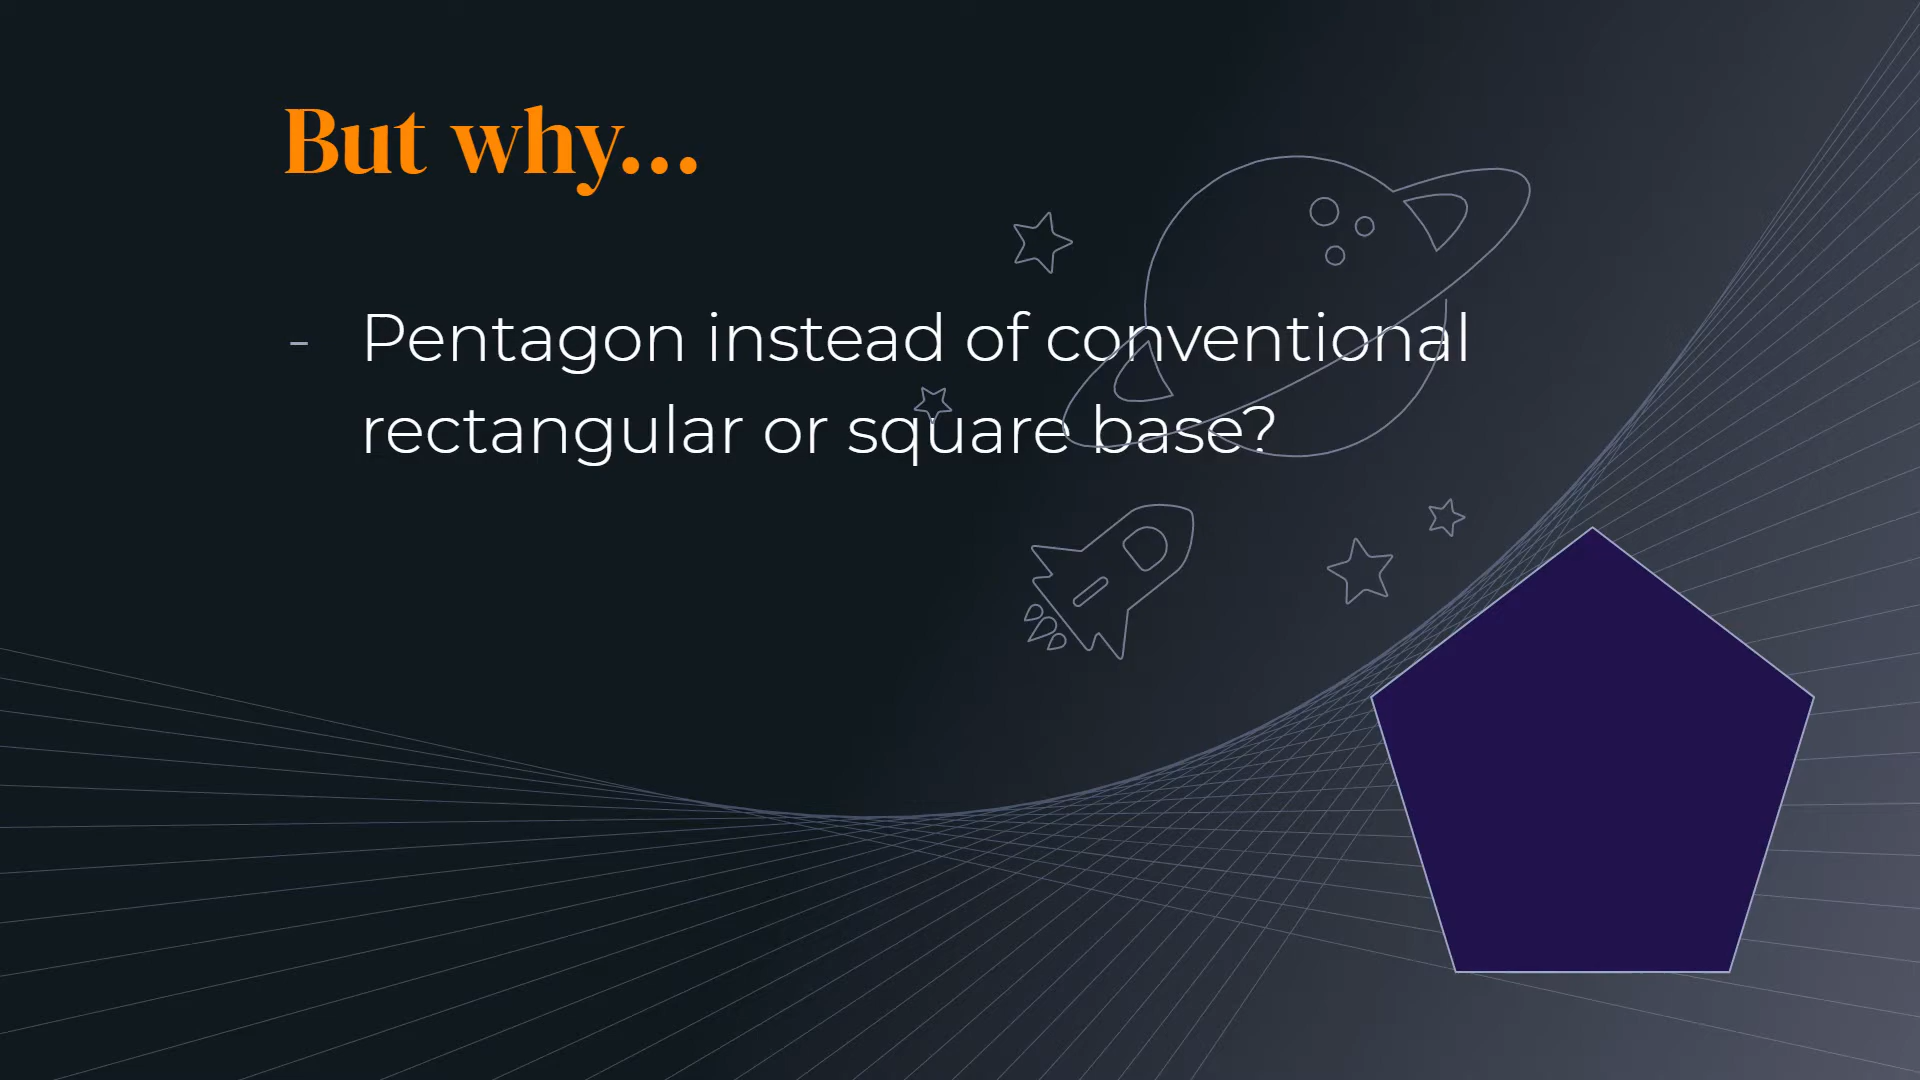 But why...
- Pentagon instead of conventional
rectangular or square base?